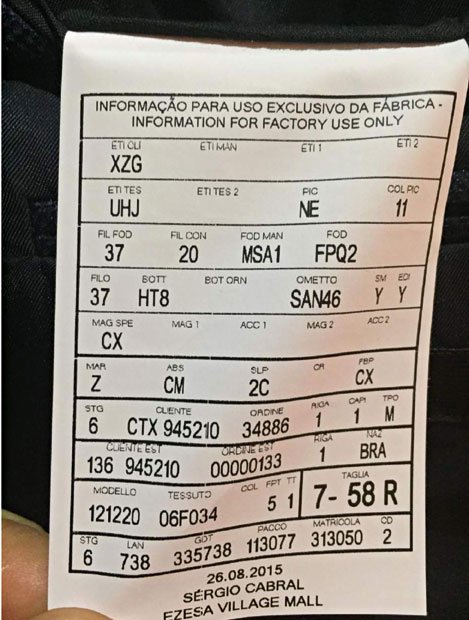 INFORMAÇÃO PARA USO EXCLUSIVO DA FÁBRICA -
INFORMATION FOR FACTORY USE ONLY
ETI CLI ETI MAN ETI 1 ETI 2
XZG
ETI TES ETI TES 2 PIC COL PIC
UHJ NE 11
FIL FOD FIL CON FOD MAN FOD
37 20 MSA1 FPQ2
FILO BOTT BOT ORN OMETTO SM EDI
37 HT8 SAN46 Y Y
MAG SPE MAG 1 ACC 1 MAG 2 ACC 2
CX
MAR ABS SLP CR FBP
Z CM 2C CX
STG CLIENTE ORDINE RIGA CAPI TPO
6 CTX 945210 34886 1 1 M
CLIENTE EST ORDINE EST RIGA NAZ
136 945210 00000133 1 BRA
MODELLO TESSUTO COL FPT TT TAGLIA
121220 06F034 5 1 7- 58 R
STG LAN GDT PACCO MATRICOLA CD
6 738 335738 113077 313050 2
26.08.2015
SÉRGIO CABRAL
EZESA VILLAGE MALL